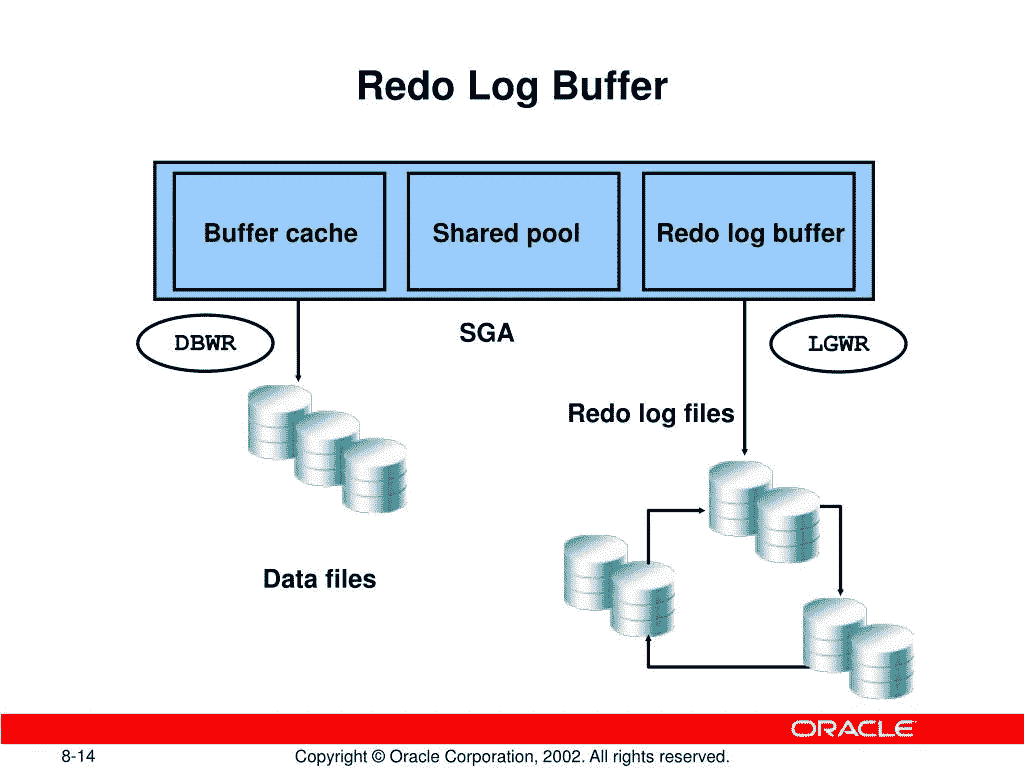 Redo Log Buffer
Buffer cache
Shared pool
Redo log buffer
DBWR
SGA
LGWR
Redo log files
Data files
ORACLE
8-14
Copyright © Oracle Corporation, 2002. All rights reserved.